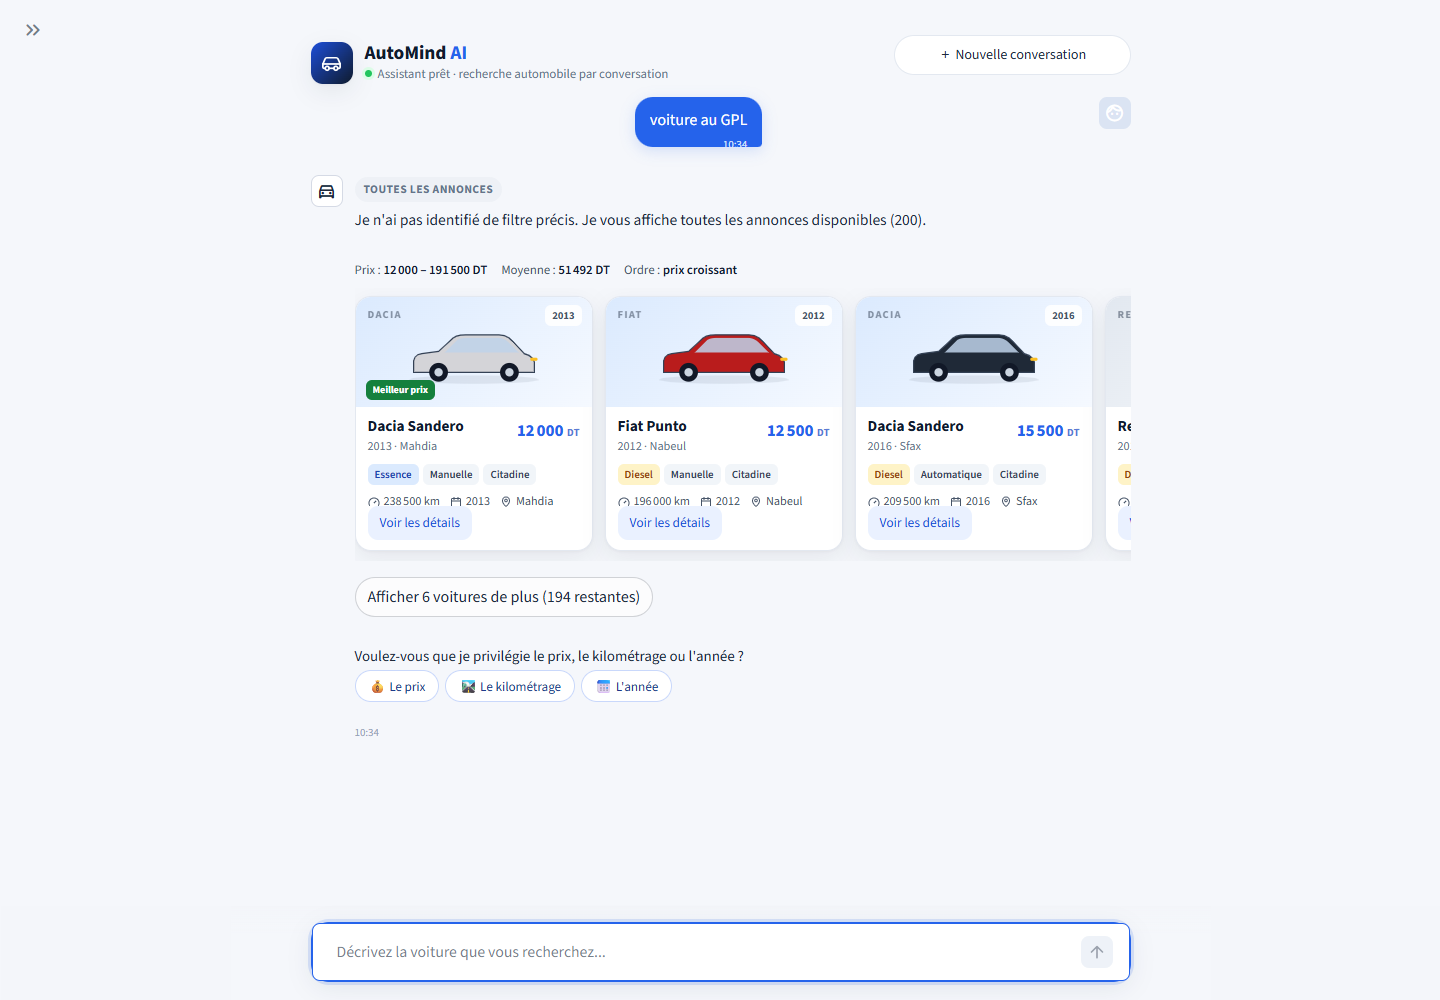 AutoMind AI
Assistant prêt · recherche automobile par conversation
+ Nouvelle conversation
voiture au GPL
10:34
TOUTES LES ANNONCES
Je n'ai pas identifié de filtre précis. Je vous affiche toutes les annonces disponibles (200).
Prix : 12 000 – 191 500 DT Moyenne : 51 492 DT Ordre : prix croissant
DACIA 2013
Meilleur prix
Dacia Sandero 12 000 DT
2013 · Mahdia
Essence Manuelle Citadine
238 500 km 2013 Mahdia
Voir les détails
FIAT 2012
Fiat Punto 12 500 DT
2012 · Nabeul
Diesel Manuelle Citadine
196 000 km 2012 Nabeul
Voir les détails
DACIA 2016
Dacia Sandero 15 500 DT
2016 · Sfax
Diesel Automatique Citadine
209 500 km 2016 Sfax
Voir les détails
RE
Re
20
D
Afficher 6 voitures de plus (194 restantes)
Voulez-vous que je privilégie le prix, le kilométrage ou l'année ?
Le prix Le kilométrage L'année
10:34
Décrivez la voiture que vous recherchez...